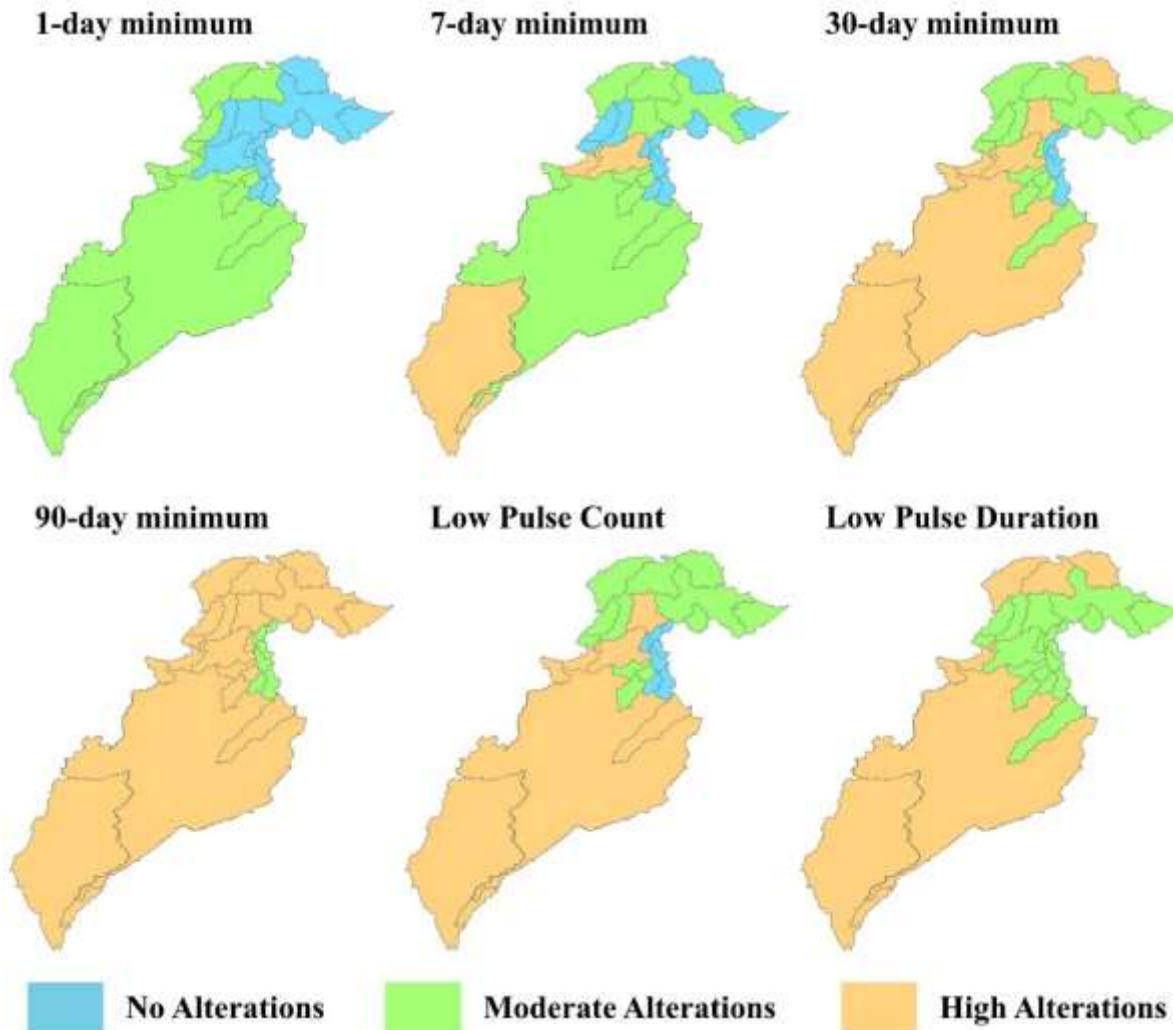 1-day minimum
7-day minimum
30-day minimum
90-day minimum
Low Pulse Count
Low Pulse Duration
No Alterations
Moderate Alterations
High Alterations